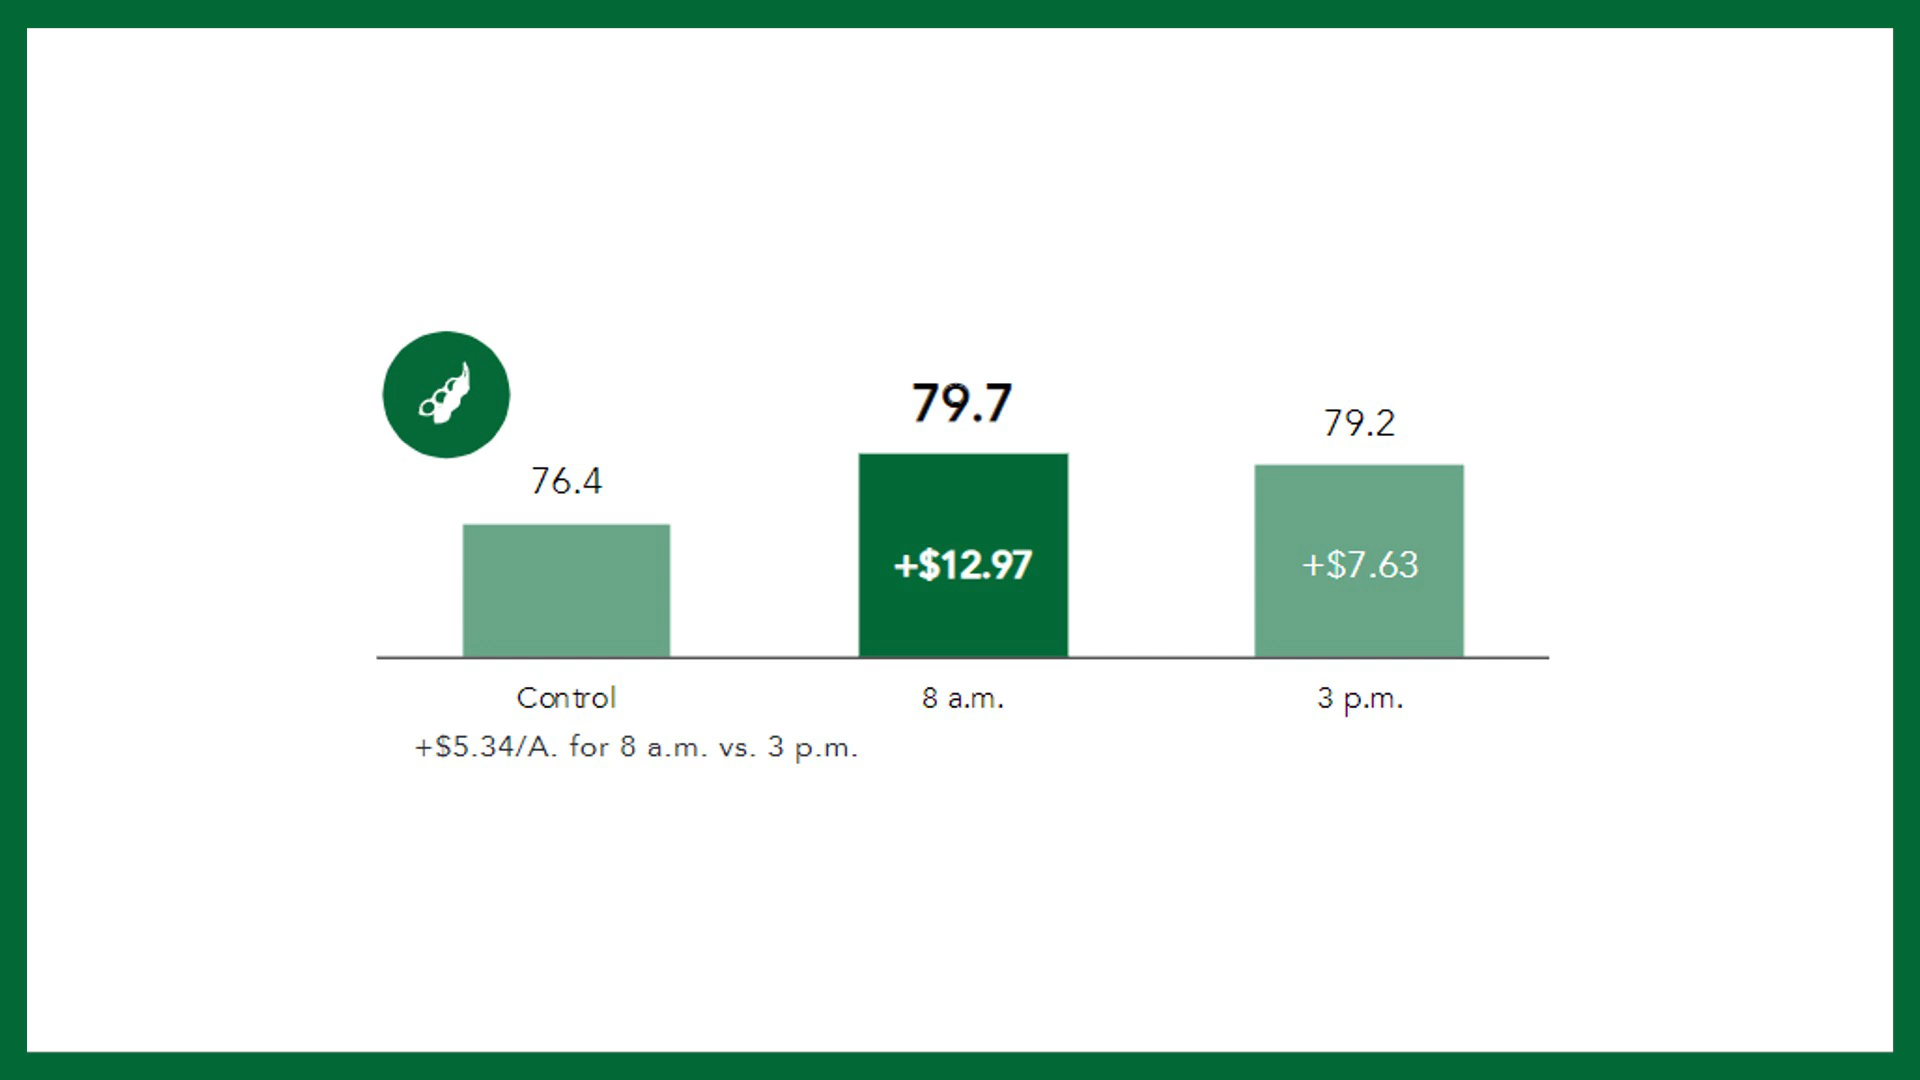 79.7
79.2
76.4
+$12.97
+$7.63
Control
8 a.m.
3 p.m.
+$5.34/A. for 8 a.m. vs. 3 p.m.